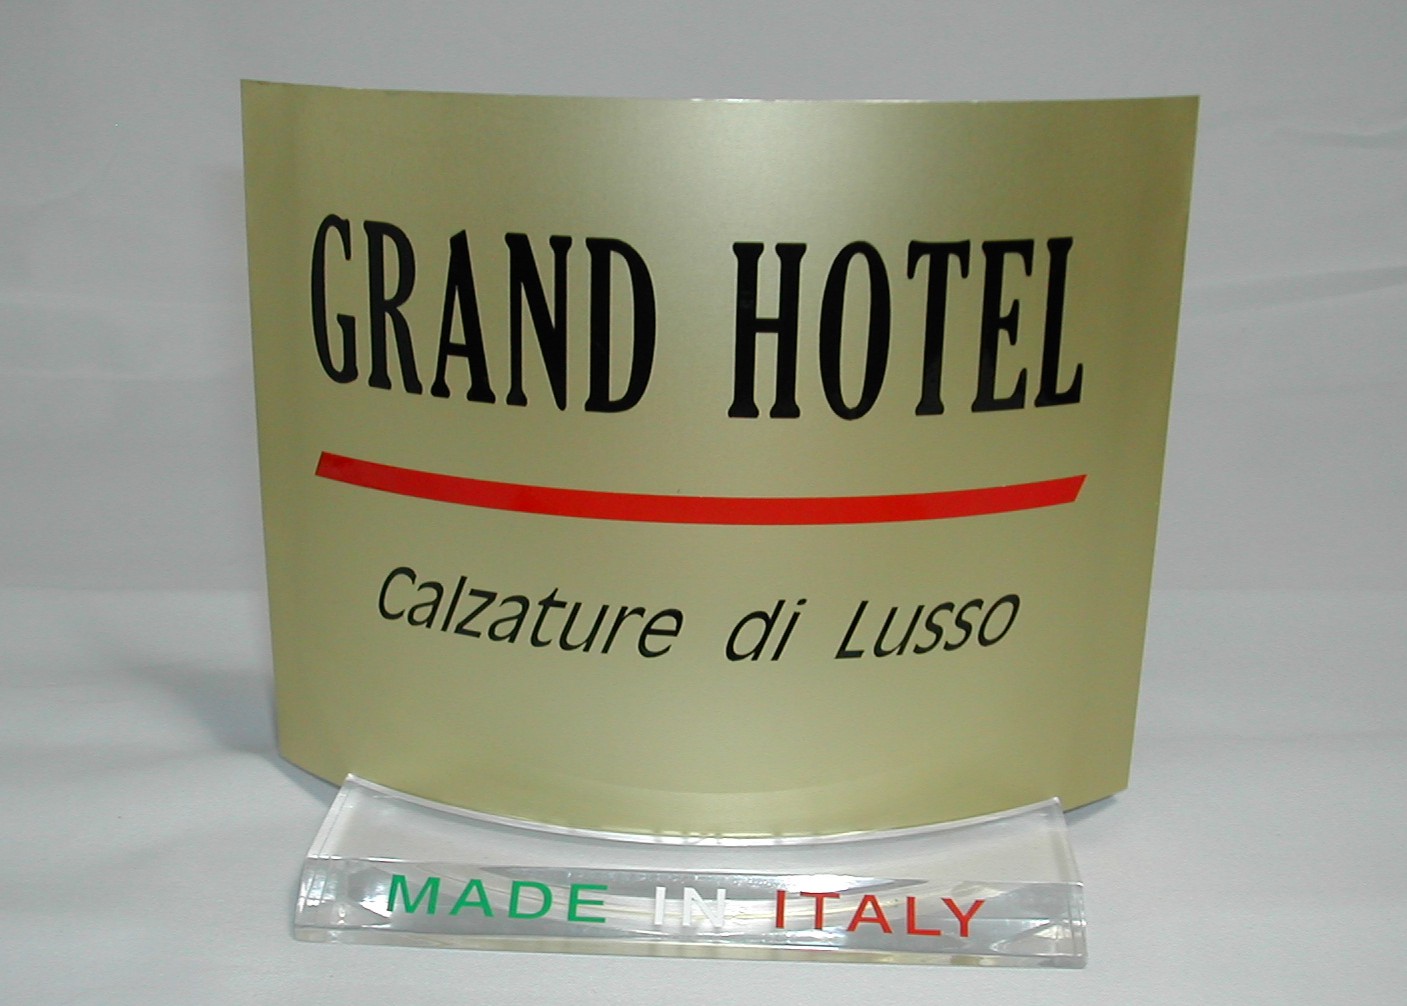 GRAND HOTEL
Calzature di Lusso
MADE IN ITALY